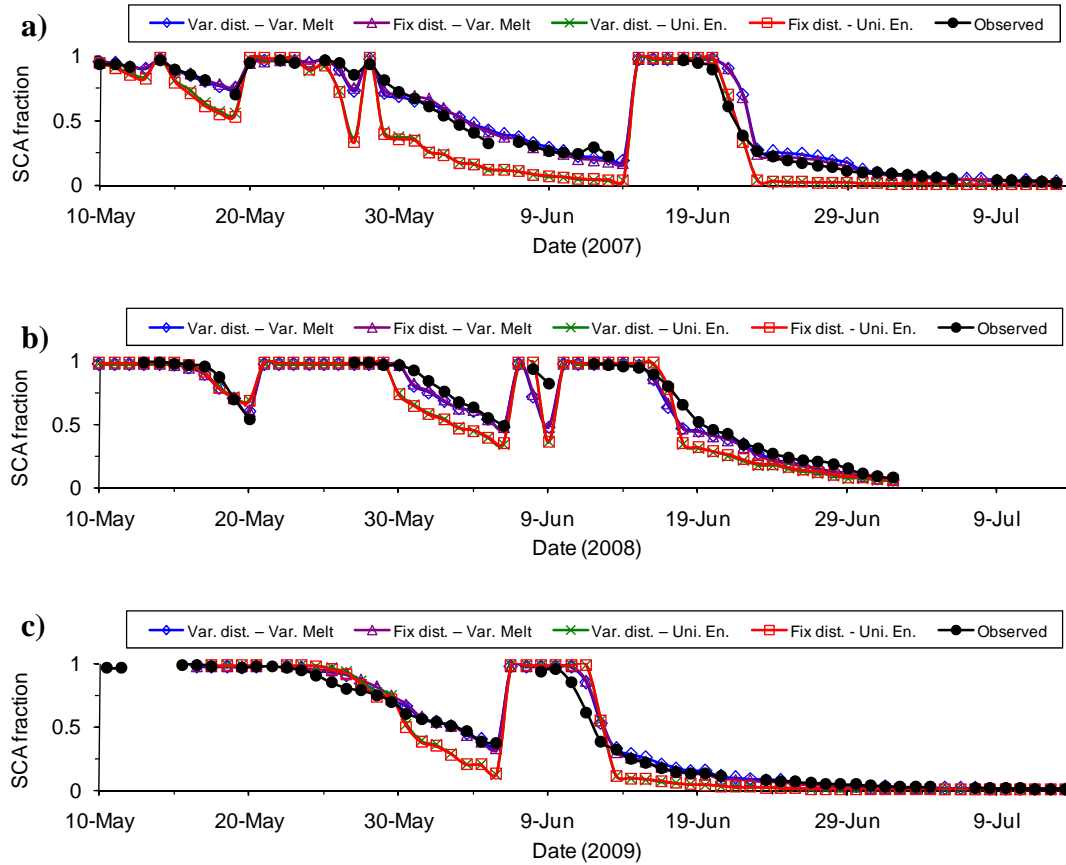 a)
Var. dist. – Var. Melt Fix dist. – Var. Melt Var. dist. – Uni. En. Fix dist. - Uni. En. Observed
1
0.5
0
SCA fraction
10-May 20-May 30-May 9-Jun 19-Jun 29-Jun 9-Jul
Date (2007)
b)
Var. dist. – Var. Melt Fix dist. – Var. Melt Var. dist. – Uni. En. Fix dist. - Uni. En. Observed
1
0.5
0
SCA fraction
10-May 20-May 30-May 9-Jun 19-Jun 29-Jun 9-Jul
Date (2008)
c)
Var. dist. – Var. Melt Fix dist. – Var. Melt Var. dist. – Uni. En. Fix dist. - Uni. En. Observed
1
0.5
0
SCA fraction
10-May 20-May 30-May 9-Jun 19-Jun 29-Jun 9-Jul
Date (2009)